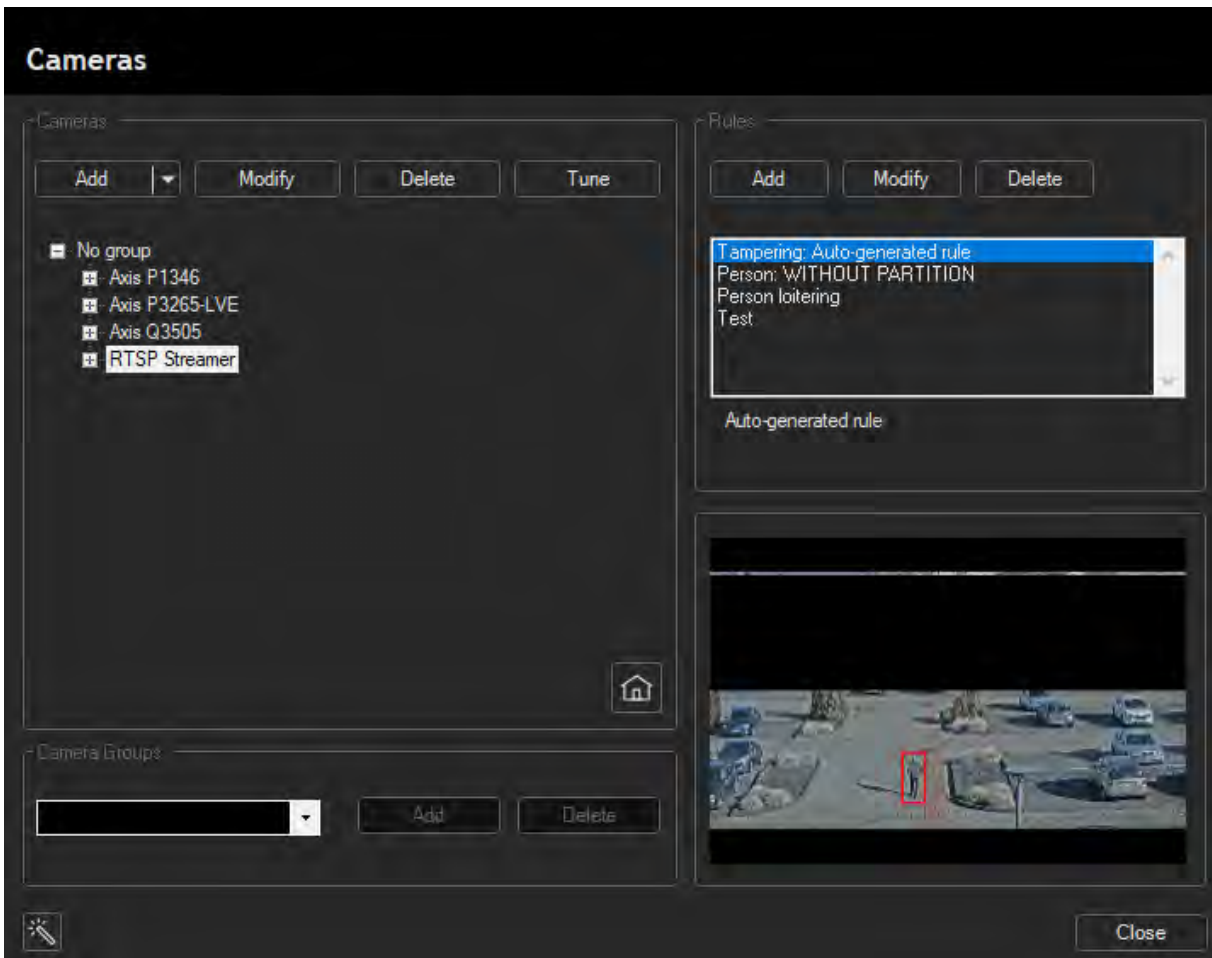 Cameras
Cameras
Add
Modify
Delete
Tune
No group
Axis P1346
Axis P3265-LVE
Axis Q3505
RTSP Streamer
Camera Groups
Add
Delete
Rules
Add
Modify
Delete
Tampering: Auto-generated rule
Person: WITHOUT PARTITION
Person loitering
Test
Auto-generated rule
Close